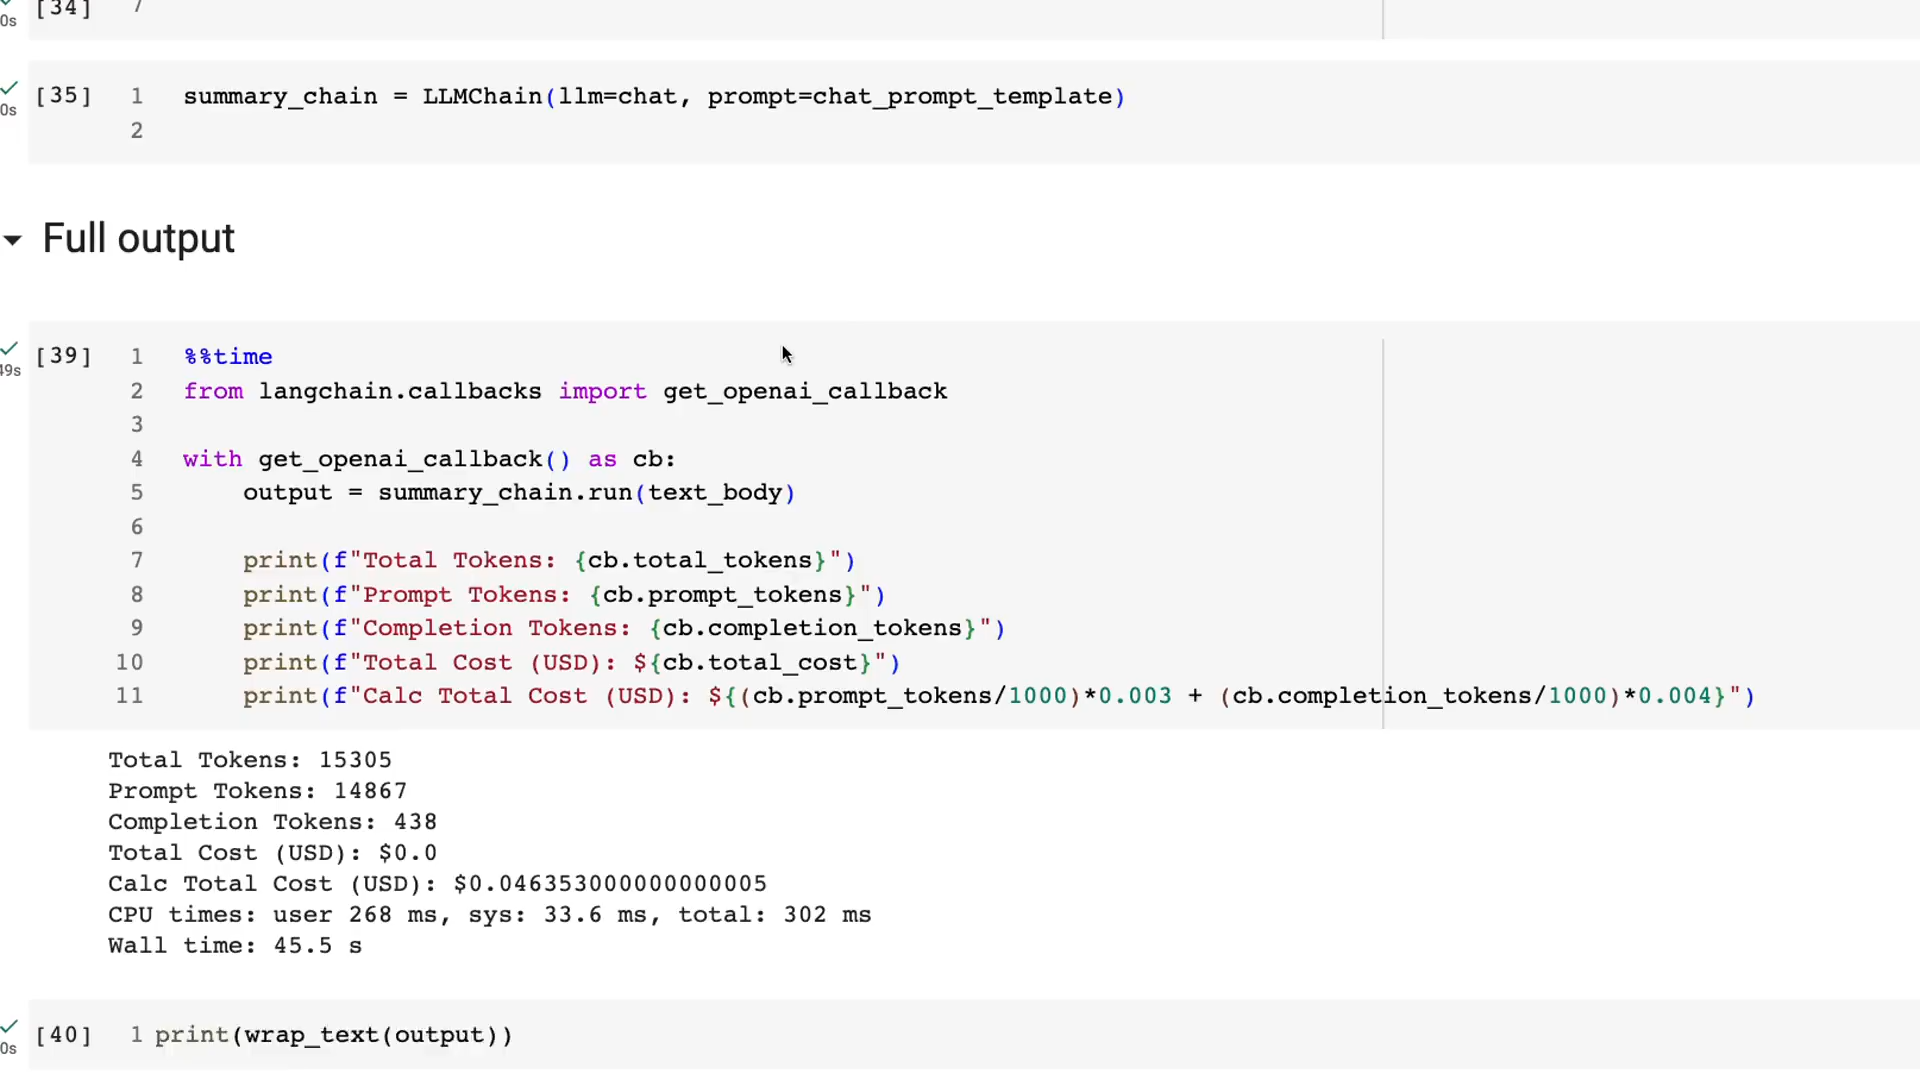 [34] 7
0s
[35] 1 summary_chain = LLMChain(llm=chat, prompt=chat_prompt_template)
0s
2
Full output
[39] 1 %%time
49s
2 from langchain.callbacks import get_openai_callback
3
4 with get_openai_callback() as cb:
5     output = summary_chain.run(text_body)
6
7     print(f"Total Tokens: {cb.total_tokens}")
8     print(f"Prompt Tokens: {cb.prompt_tokens}")
9     print(f"Completion Tokens: {cb.completion_tokens}")
10     print(f"Total Cost (USD): ${cb.total_cost}")
11     print(f"Calc Total Cost (USD): ${(cb.prompt_tokens/1000)*0.003 + (cb.completion_tokens/1000)*0.004}")
Total Tokens: 15305
Prompt Tokens: 14867
Completion Tokens: 438
Total Cost (USD): $0.0
Calc Total Cost (USD): $0.046353000000000005
CPU times: user 268 ms, sys: 33.6 ms, total: 302 ms
Wall time: 45.5 s
[40] 1 print(wrap_text(output))
0s